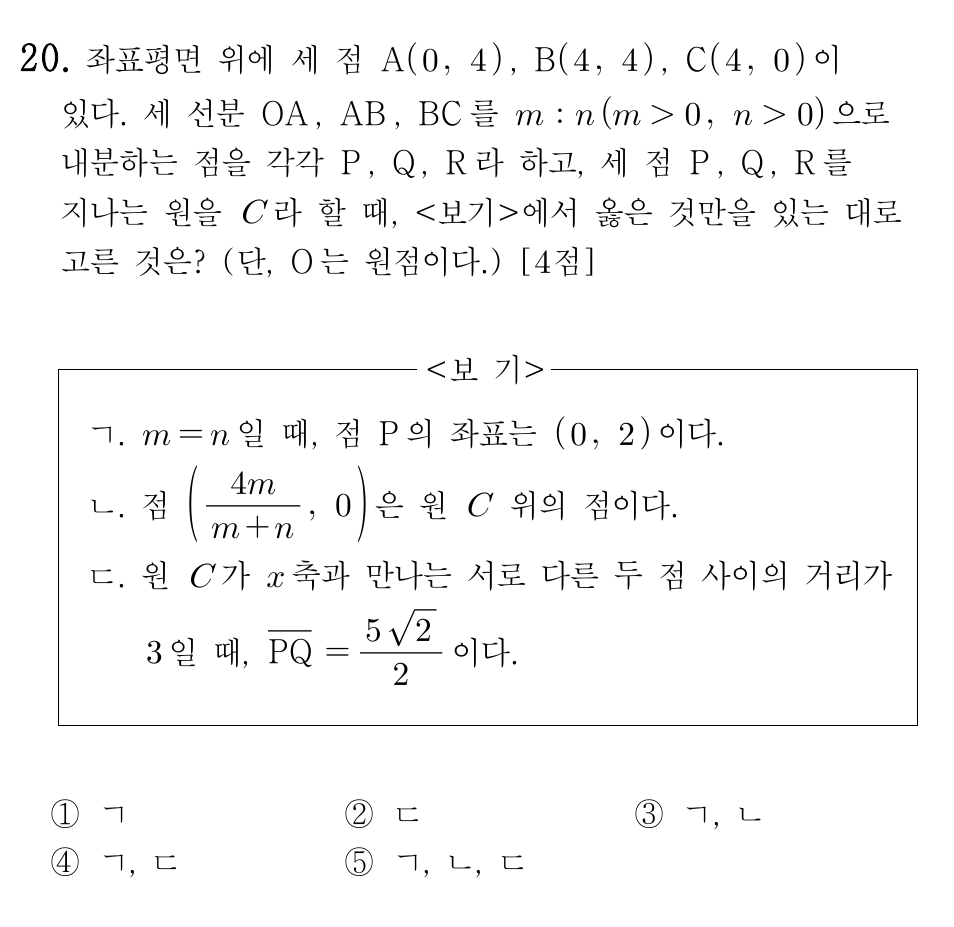 20. 좌표평면 위에 세 점 A(0, 4), B(4, 4), C(4, 0)이
있다. 세 선분 OA, AB, BC를 m : n(m > 0, n > 0)으로
내분하는 점을 각각 P, Q, R라 하고, 세 점 P, Q, R를
지나는 원을 C라 할 때, <보기>에서 옳은 것만을 있는 대로
고른 것은? (단, O는 원점이다.) [4점]
<보 기>
ㄱ. m = n일 때, 점 P의 좌표는 (0, 2)이다.
ㄴ. 점 (4m/(m+n), 0)은 원 C 위의 점이다.
ㄷ. 원 C가 x축과 만나는 서로 다른 두 점 사이의 거리가
3일 때, PQ = 5√2/2 이다.
① ㄱ ② ㄷ ③ ㄱ, ㄴ
④ ㄱ, ㄷ ⑤ ㄱ, ㄴ, ㄷ